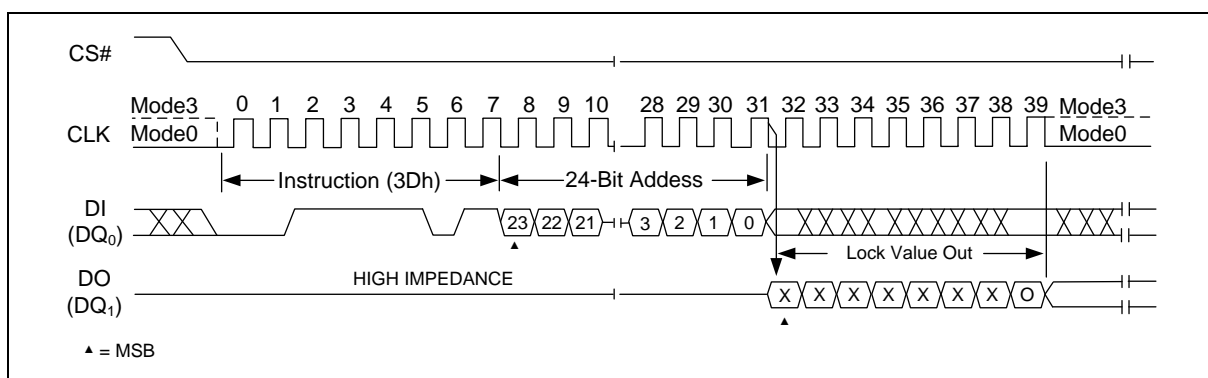 CS#
Mode3 0 1 2 3 4 5 6 7 8 9 10 28 29 30 31 32 33 34 35 36 37 38 39 Mode3
CLK Mode0 Mode0
Instruction (3Dh) 24-Bit Addess
DI (DQ0) 23 22 21 3 2 1 0
Lock Value Out
DO (DQ1) HIGH IMPEDANCE X X X X X X X O
▲ = MSB